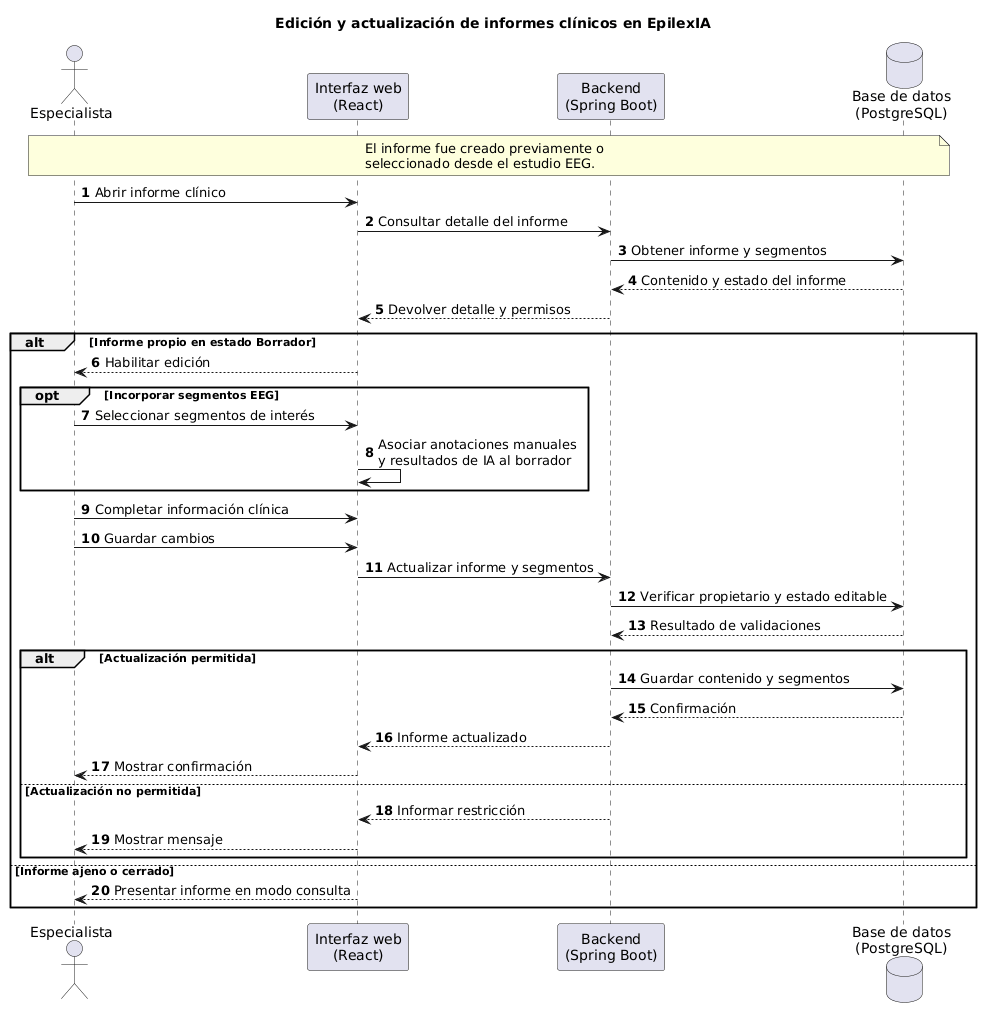 Edición y actualización de informes clínicos en EpilexIA
Especialista
Interfaz web
(React)
Backend
(Spring Boot)
Base de datos
(PostgreSQL)
El informe fue creado previamente o
seleccionado desde el estudio EEG.
1 Abrir informe clínico
2 Consultar detalle del informe
3 Obtener informe y segmentos
4 Contenido y estado del informe
5 Devolver detalle y permisos
alt [Informe propio en estado Borrador]
6 Habilitar edición
opt [Incorporar segmentos EEG]
7 Seleccionar segmentos de interés
8 Asociar anotaciones manuales
y resultados de IA al borrador
9 Completar información clínica
10 Guardar cambios
11 Actualizar informe y segmentos
12 Verificar propietario y estado editable
13 Resultado de validaciones
alt [Actualización permitida]
14 Guardar contenido y segmentos
15 Confirmación
16 Informe actualizado
17 Mostrar confirmación
[Actualización no permitida]
18 Informar restricción
19 Mostrar mensaje
[Informe ajeno o cerrado]
20 Presentar informe en modo consulta
Especialista
Interfaz web
(React)
Backend
(Spring Boot)
Base de datos
(PostgreSQL)